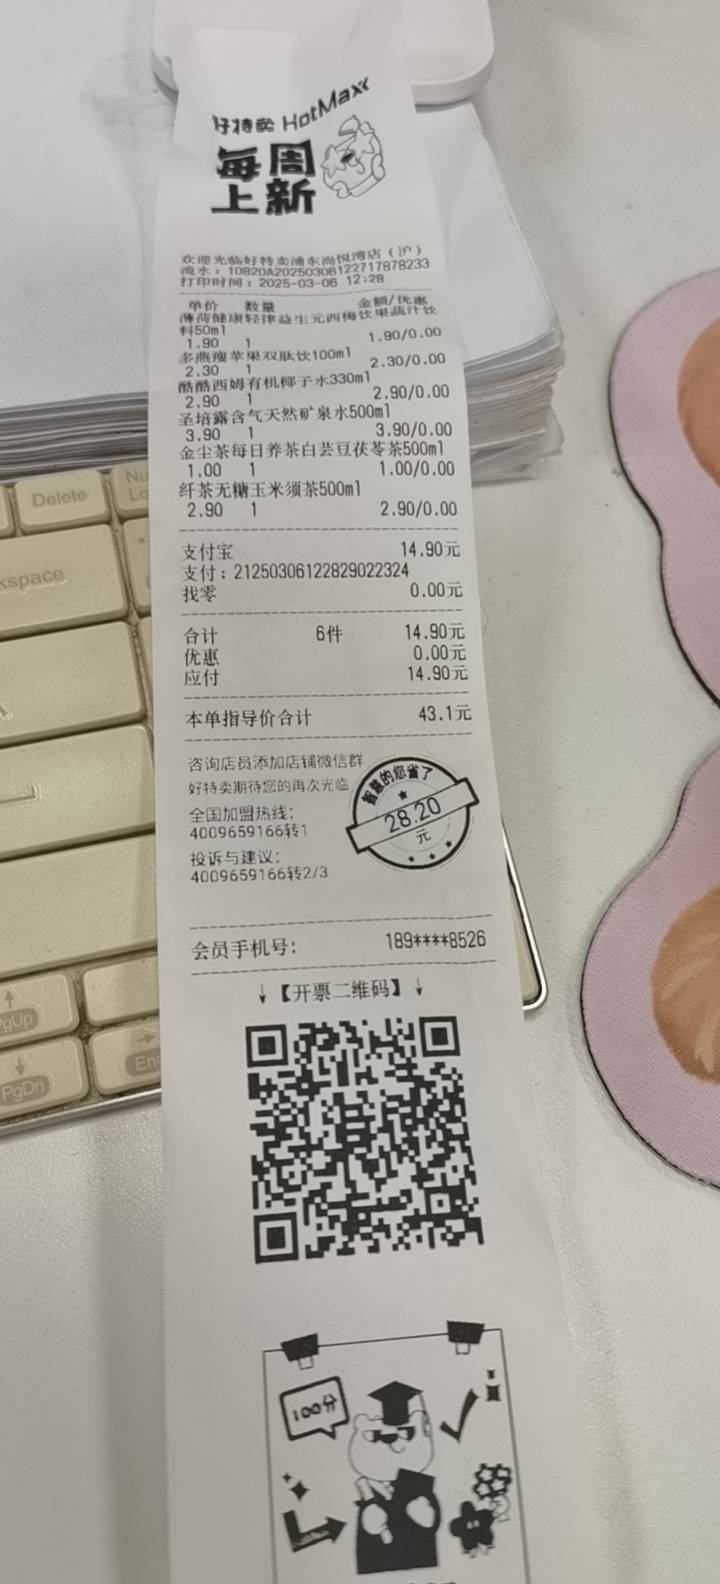 好特卖 HotMaxx
每周
上新
欢迎光临好特卖浦东尚悦湾店（沪）
流水：10820A20250306122717878233
打印时间：2025-03-06 12:28
单价 数量 金额/优惠
薄荷健康轻律益生元西梅饮果蔬汁饮
料50ml
1.90 1 1.90/0.00
多燕瘦苹果双肽饮100ml
2.30 1 2.30/0.00
酷酷西姆有机椰子水330ml
2.90 1 2.90/0.00
圣培露含气天然矿泉水500ml
3.90 1 3.90/0.00
金尘茶每日养茶白芸豆茯苓茶500ml
1.00 1 1.00/0.00
纤茶无糖玉米须茶500ml
2.90 1 2.90/0.00
支付宝 14.90元
支付：21250306122829022324
找零 0.00元
合计 6件 14.90元
优惠 0.00元
应付 14.90元
本单指导价合计 43.1元
咨询店员添加店铺微信群
好特卖期待您的再次光临
全国加盟热线：
4009659166转1
投诉与建议：
4009659166转2/3
智慧的您省了
28.20
元
会员手机号： 189****8526
↓【开票二维码】↓
100分
Delete
Nu
Lo
kspace
PgUp
PgDn
En